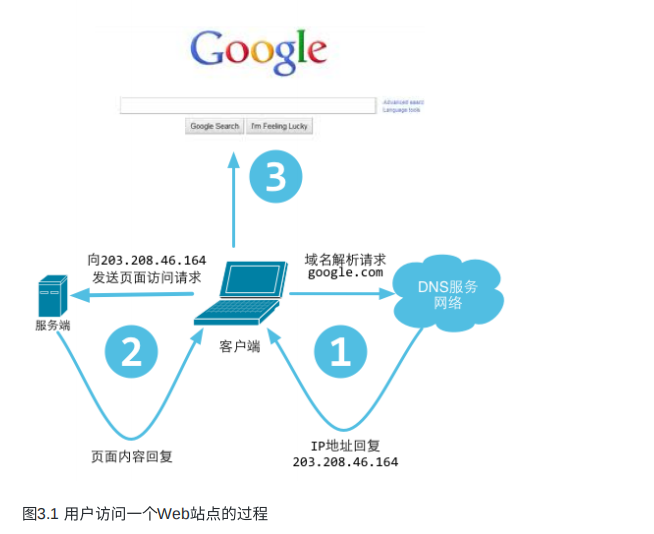 Google
Advanced search
Language tools
Google Search
I'm Feeling Lucky
3
向203.208.46.164
发送页面访问请求
域名解析请求
google.com
DNS服务
网络
服务端
客户端
2
1
页面内容回复
IP地址回复
203.208.46.164
图3.1 用户访问一个Web站点的过程